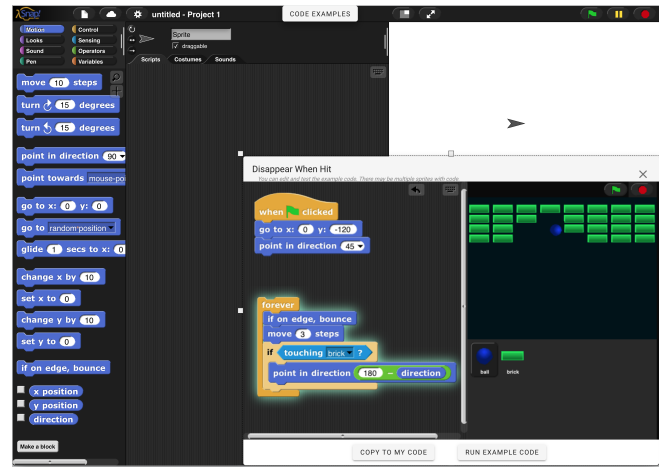 Snap!
untitled - Project 1
CODE EXAMPLES
Motion
Control
Looks
Sensing
Sound
Operators
Pen
Variables
Sprite
draggable
Scripts Costumes Sounds
move 10 steps
turn 15 degrees
turn 15 degrees
point in direction 90
point towards mouse-po
go to x: 0 y: 0
go to random position
glide 1 secs to x: 0
change x by 10
set x to 0
change y by 10
set y to 0
if on edge, bounce
x position
y position
direction
Make a block
Disappear When Hit
You can edit and test the example code. There may be multiple sprites with code.
when clicked
go to x: 0 y: -120
point in direction 45
forever
if on edge, bounce
move 3 steps
if touching brick ?
point in direction 180 − direction
ball
brick
COPY TO MY CODE
RUN EXAMPLE CODE